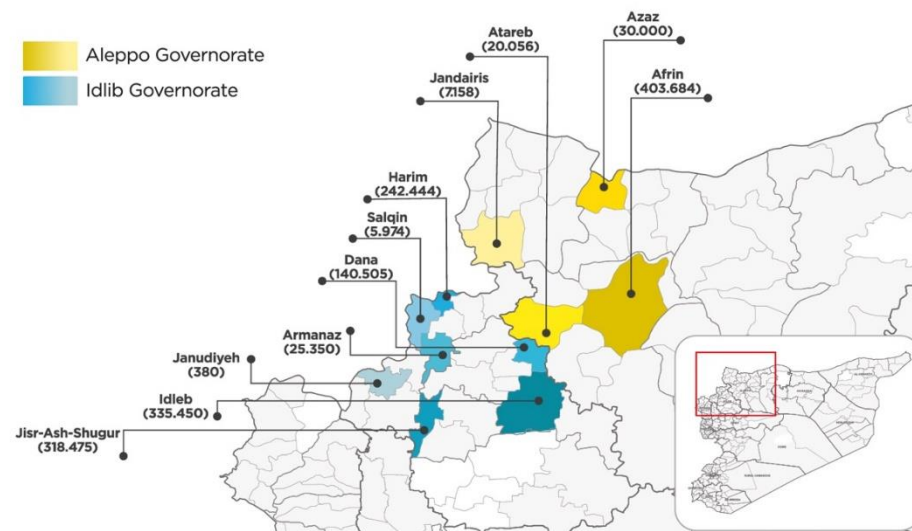 Aleppo Governorate
Idlib Governorate
Azaz
(30.000)
Atareb
(20.056)
Afrin
(403.684)
Jandairis
(7.158)
Harim
(242.444)
Salqin
(5.974)
Dana
(140.505)
Armanaz
(25.350)
Janudiyeh
(380)
Idleb
(335.450)
Jisr-Ash-Shugur
(318.475)